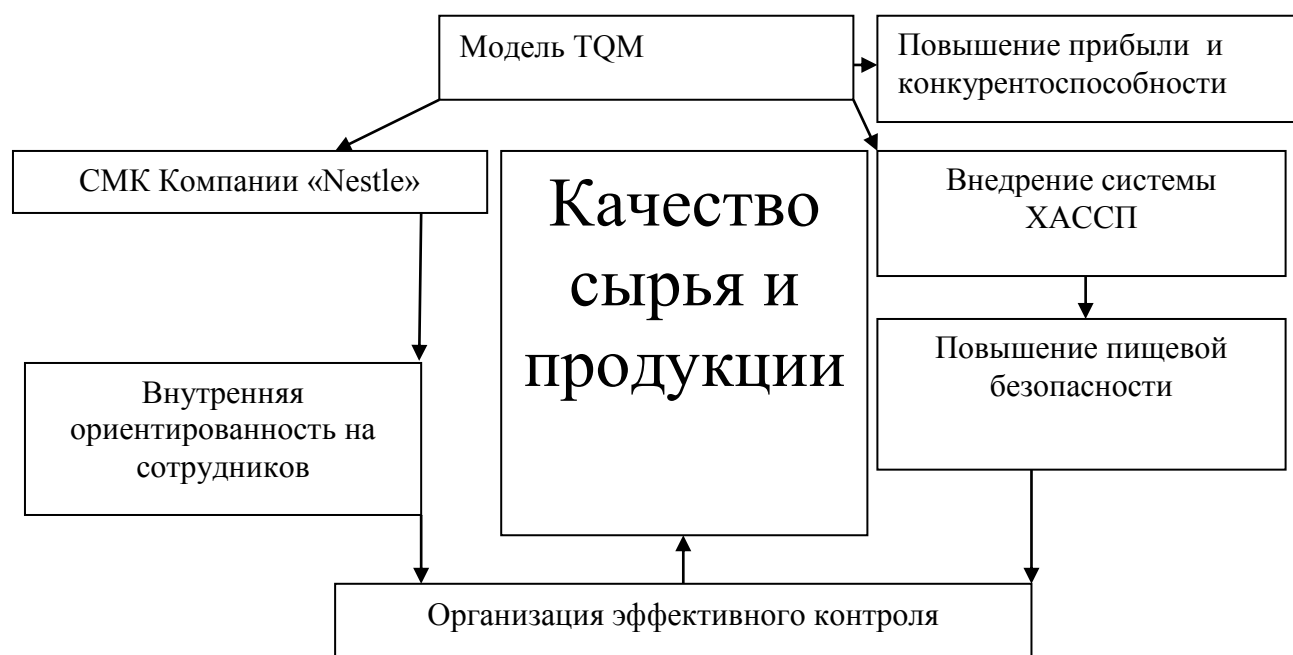 Модель TQM
Повышение прибыли и
конкурентоспособности
СМК Компании «Nestle»
Качество
сырья и
продукции
Внедрение системы
ХАССП
Внутренняя
ориентированность на
сотрудников
Повышение пищевой
безопасности
Организация эффективного контроля